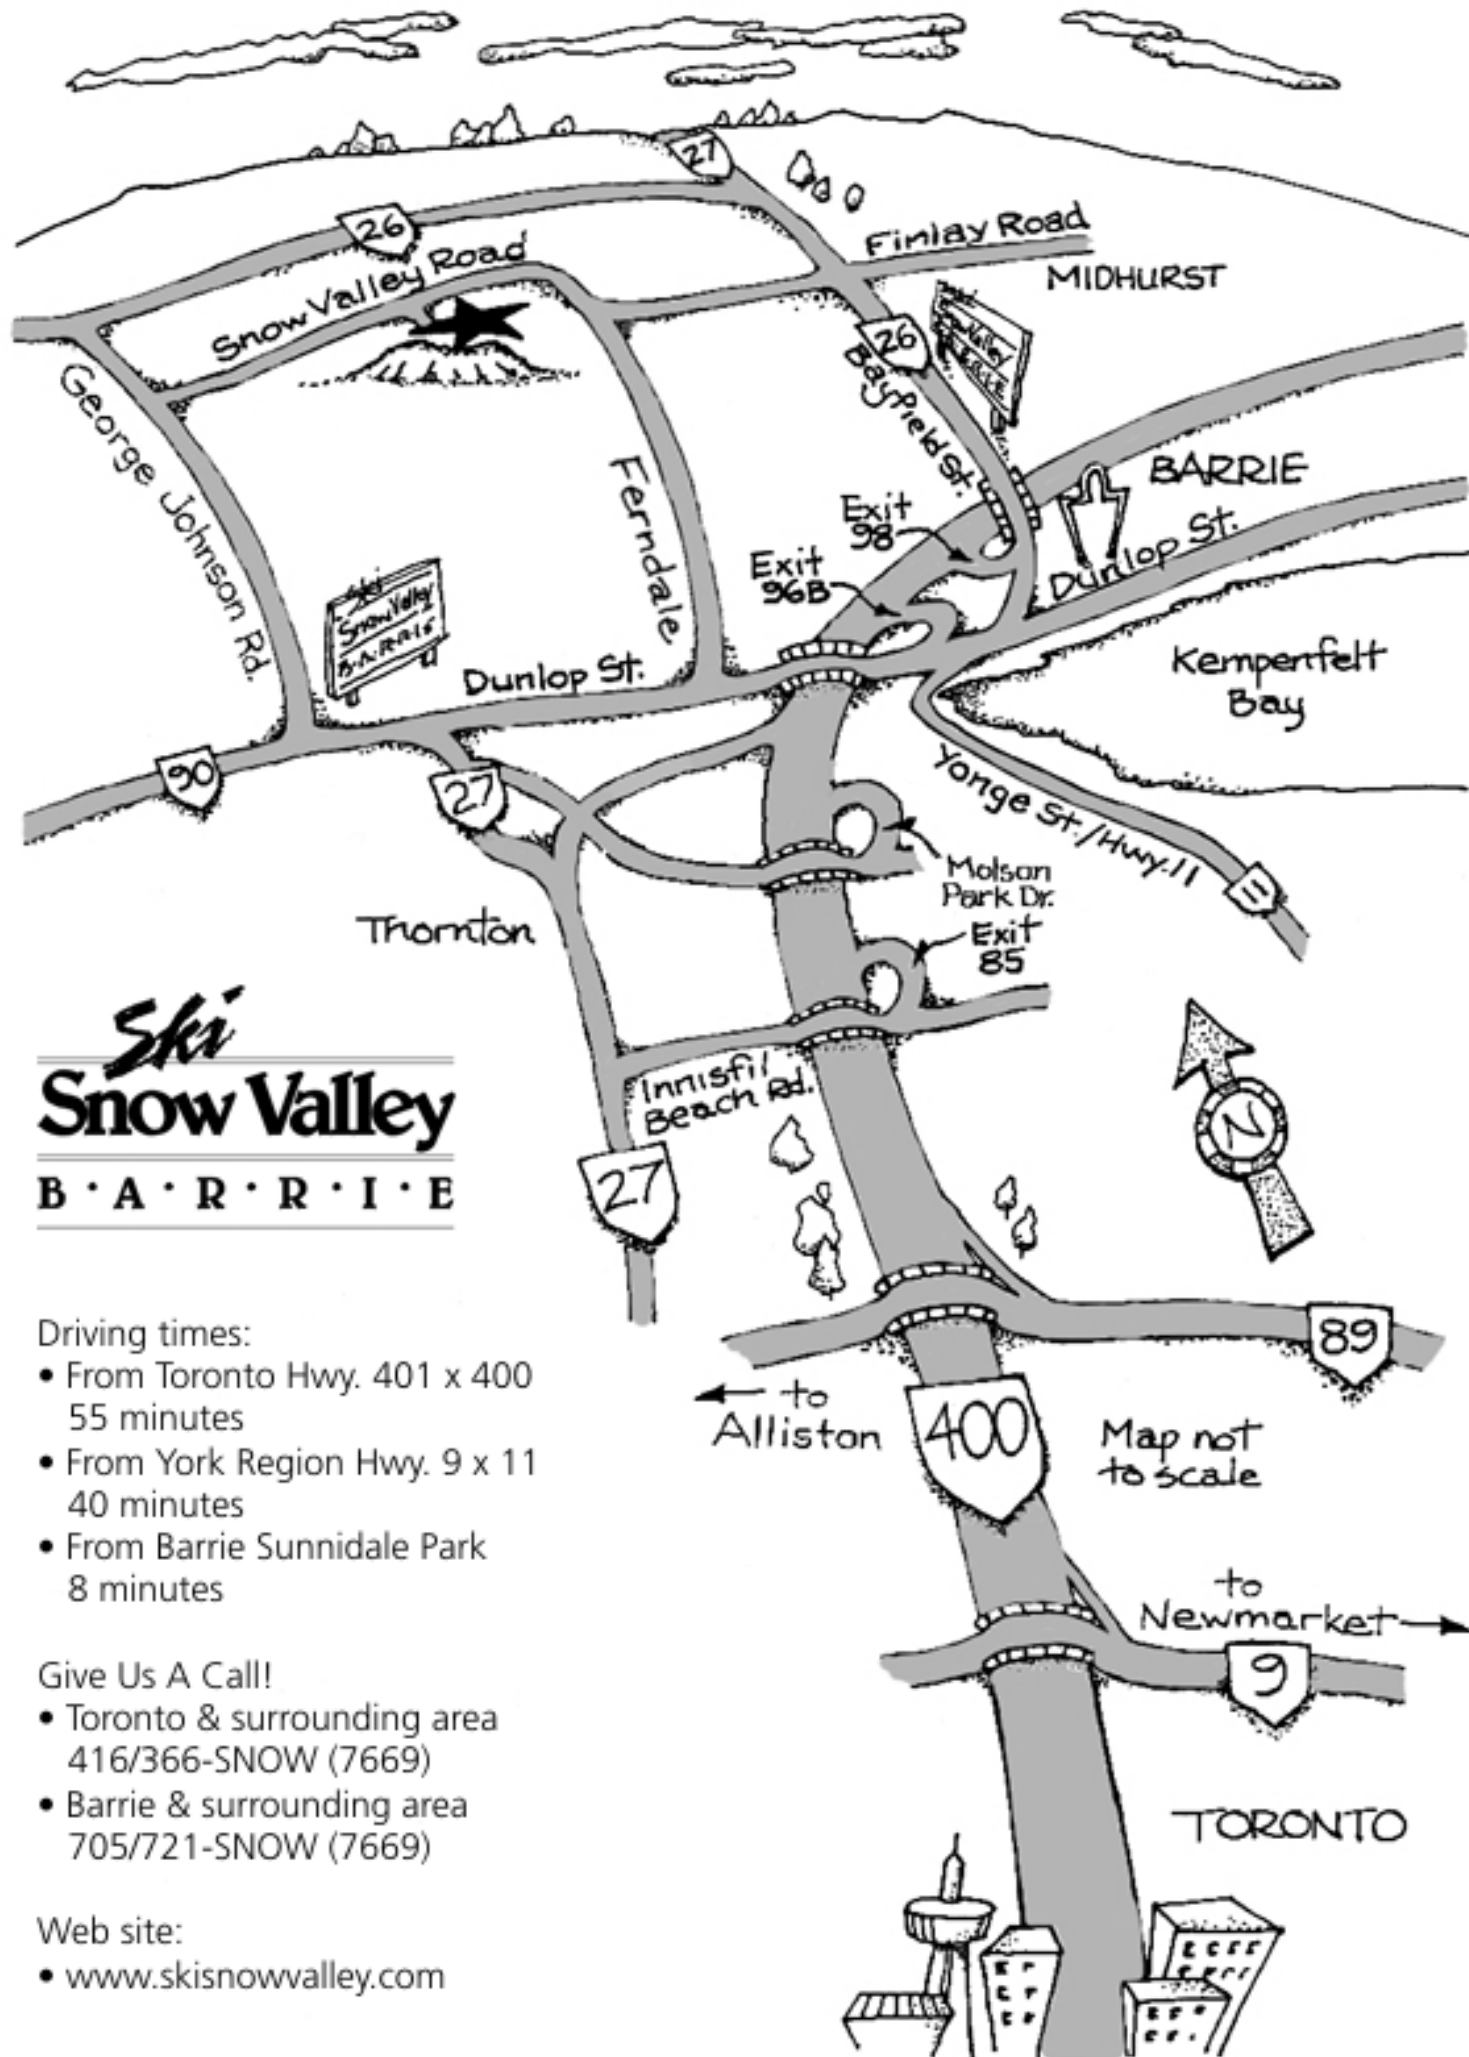 27
26
Finlay Road
MIDHURST
Snow Valley Road
26
Snow Valley
B.A.R.R.I.E
Bayfield St.
George Johnson Rd.
BARRIE
Ferndale
Exit
98
Dunlop St.
Exit
96B
Ski
Snow Valley
B.A.R.R.I.E
Dunlop St.
Kempenfelt
Bay
90
27
Yonge St./Hwy.11
11
Molson
Park Dr.
Thornton
Exit
85
Ski
Snow Valley
B·A·R·R·I·E
Innisfil
Beach Rd.
N
27
89
to
Alliston
400
Map not
to scale
to
Newmarket
9
TORONTO
Driving times:
• From Toronto Hwy. 401 x 400
55 minutes
• From York Region Hwy. 9 x 11
40 minutes
• From Barrie Sunnidale Park
8 minutes
Give Us A Call!
• Toronto & surrounding area
416/366-SNOW (7669)
• Barrie & surrounding area
705/721-SNOW (7669)
Web site:
• www.skisnowvalley.com